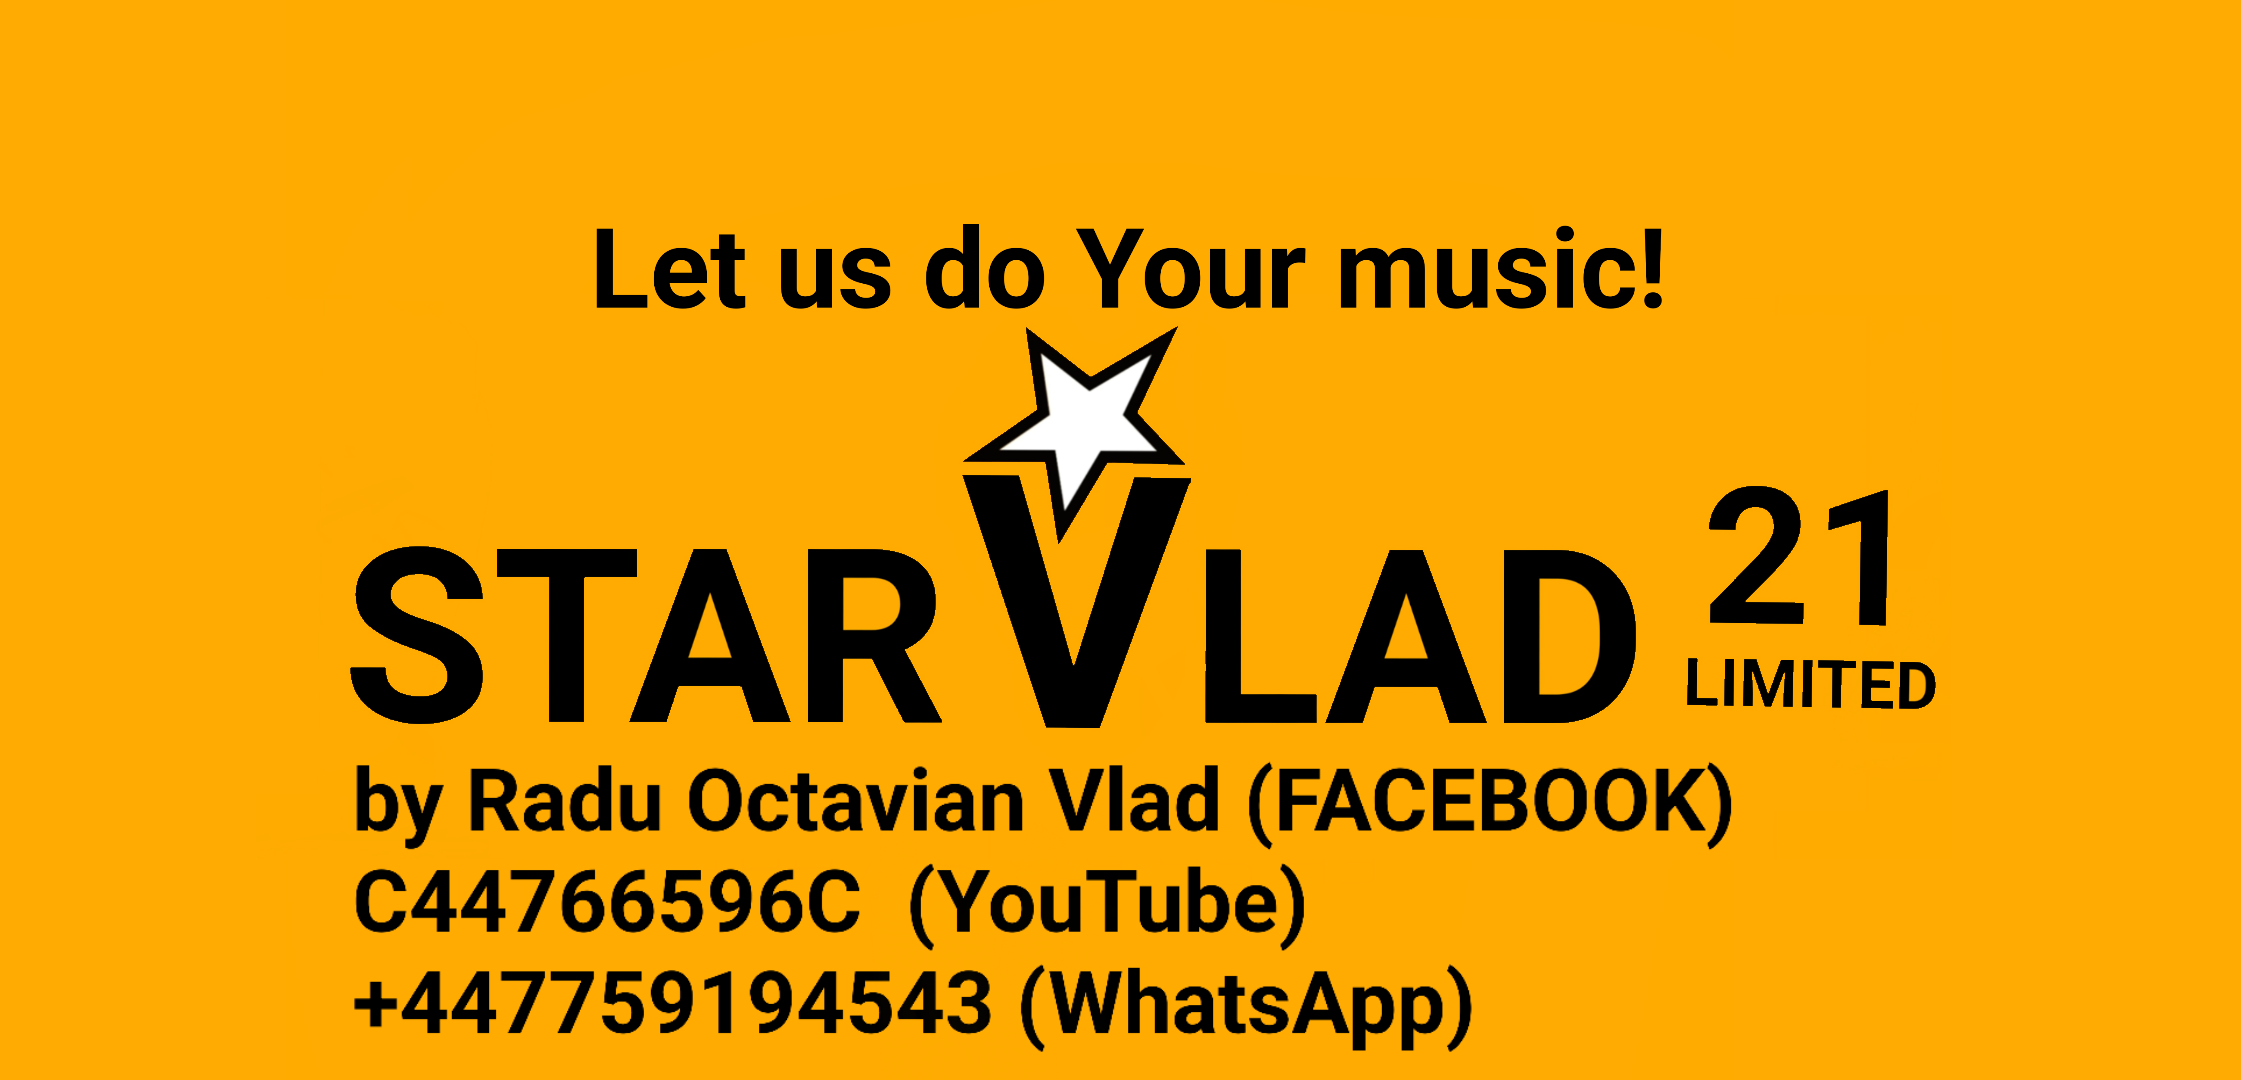 Let us do Your music!
STARVLAD 21
LIMITED
by Radu Octavian Vlad (FACEBOOK)
C44766596C (YouTube)
+447759194543 (WhatsApp)